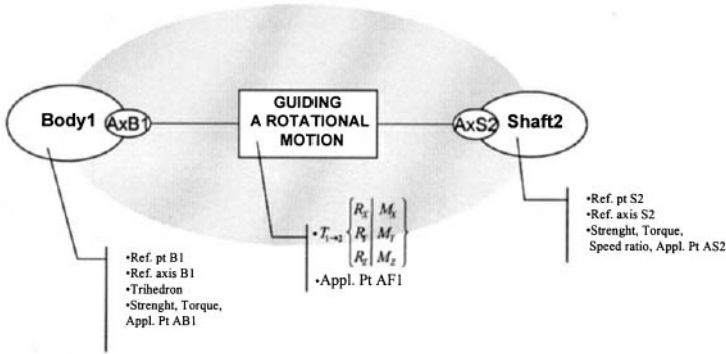 GUIDING
A ROTATIONAL
MOTION
Body1
AxB1
AxS2
Shaft2
•Ref. pt B1
•Ref. axis B1
•Trihedron
•Strenght, Torque,
Appl. Pt AB1
•T1→2 { RX | MX
RY | MY
RZ | MZ }
•Appl. Pt AF1
•Ref. pt S2
•Ref. axis S2
•Strenght, Torque,
Speed ratio, Appl. Pt AS2